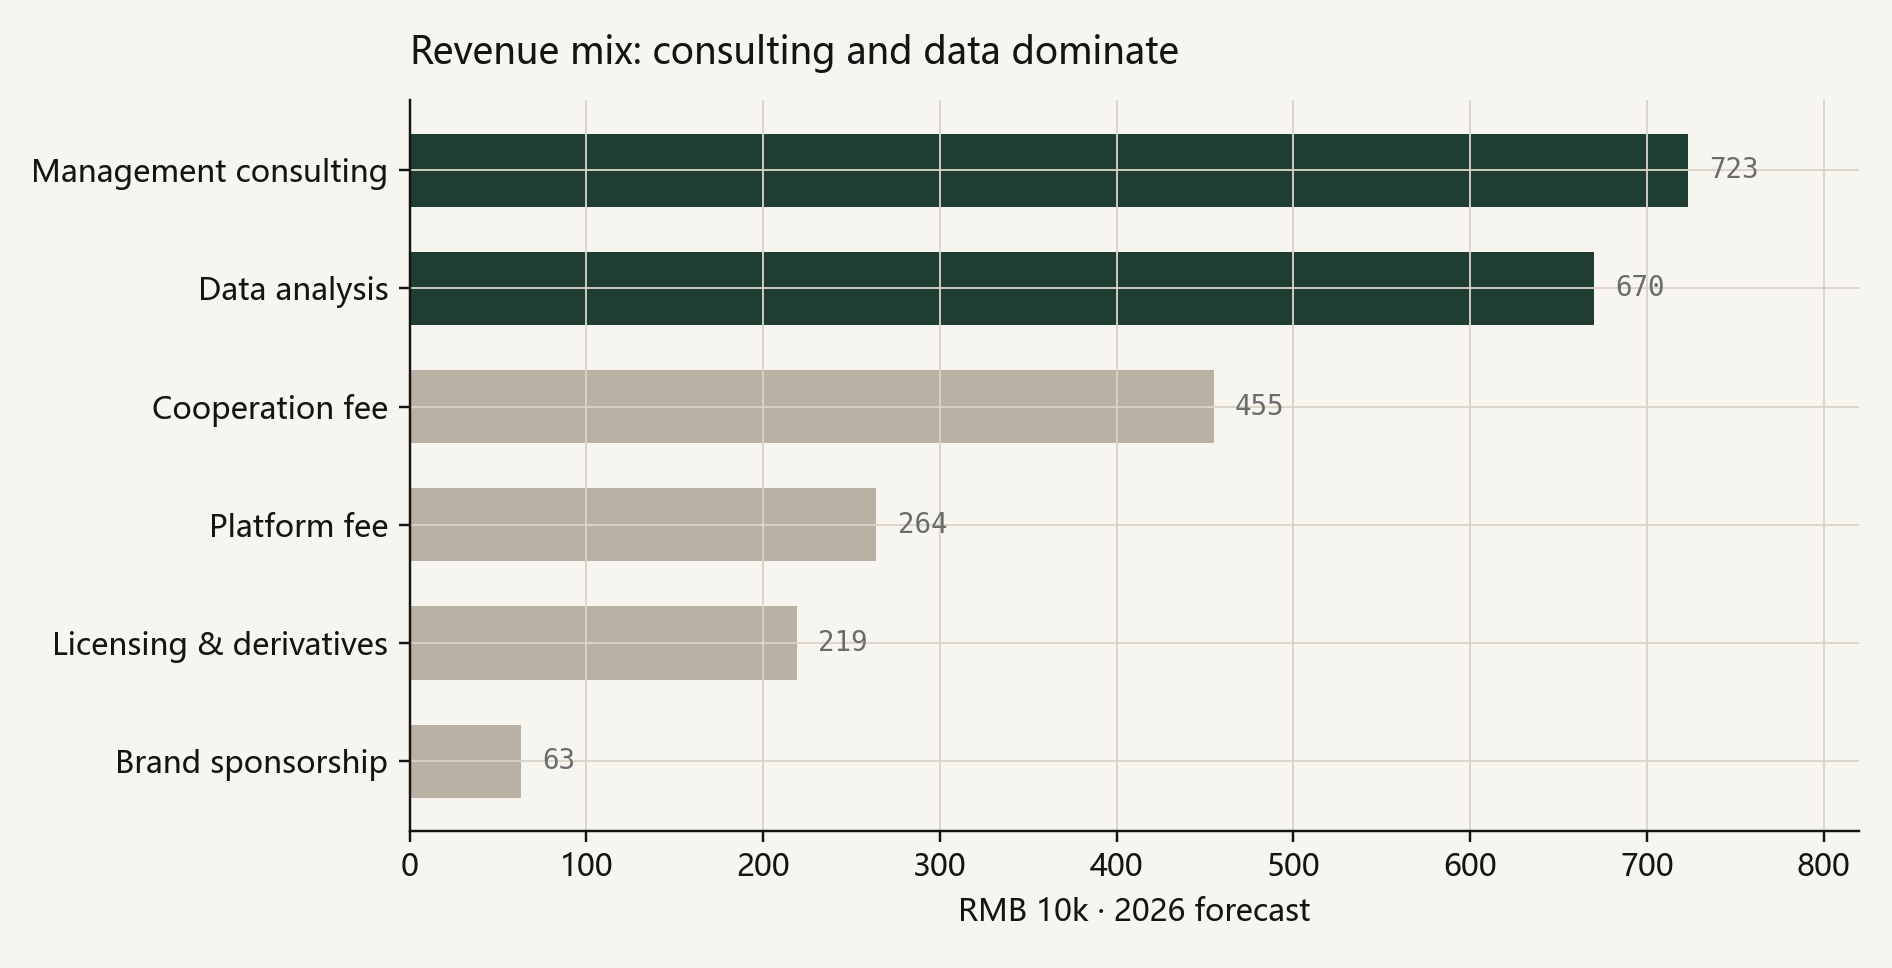 Revenue mix: consulting and data dominate
Management consulting 723
Data analysis 670
Cooperation fee 455
Platform fee 264
Licensing & derivatives 219
Brand sponsorship 63
0 100 200 300 400 500 600 700 800
RMB 10k · 2026 forecast